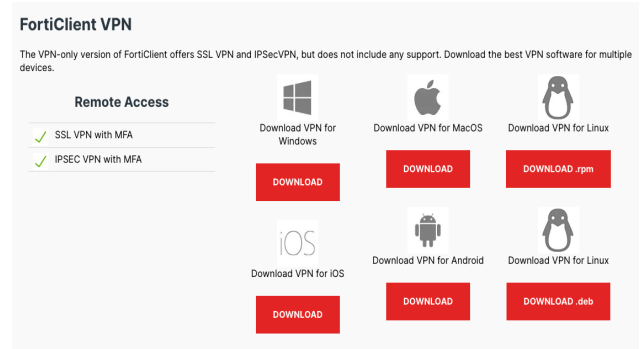 FortiClient VPN
The VPN-only version of FortiClient offers SSL VPN and IPSecVPN, but does not include any support. Download the best VPN software for multiple
devices.
Remote Access
SSL VPN with MFA
IPSEC VPN with MFA
Download VPN for
Windows
DOWNLOAD
Download VPN for MacOS
DOWNLOAD
Download VPN for Linux
DOWNLOAD .rpm
iOS
Download VPN for iOS
DOWNLOAD
Download VPN for Android
DOWNLOAD
Download VPN for Linux
DOWNLOAD .deb